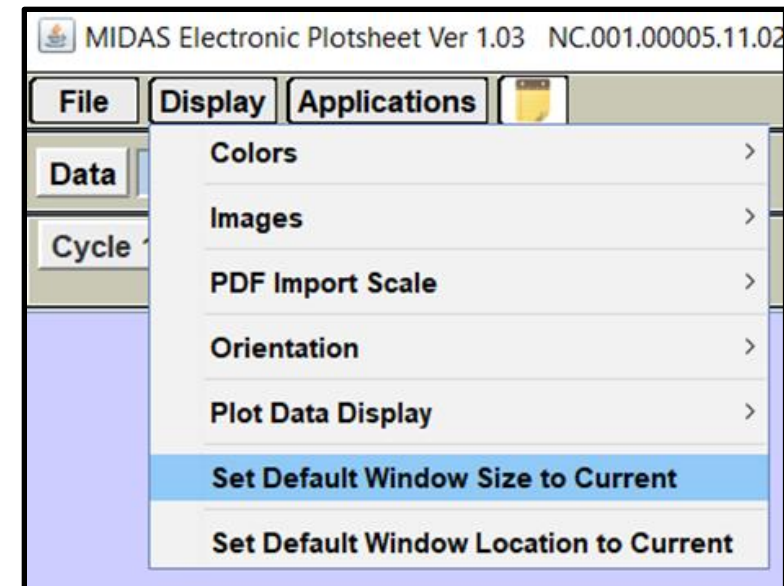 MIDAS Electronic Plotsheet Ver 1.03 NC.001.00005.11.02
File Display Applications
Data
Cycle
Colors
Images
PDF Import Scale
Orientation
Plot Data Display
Set Default Window Size to Current
Set Default Window Location to Current